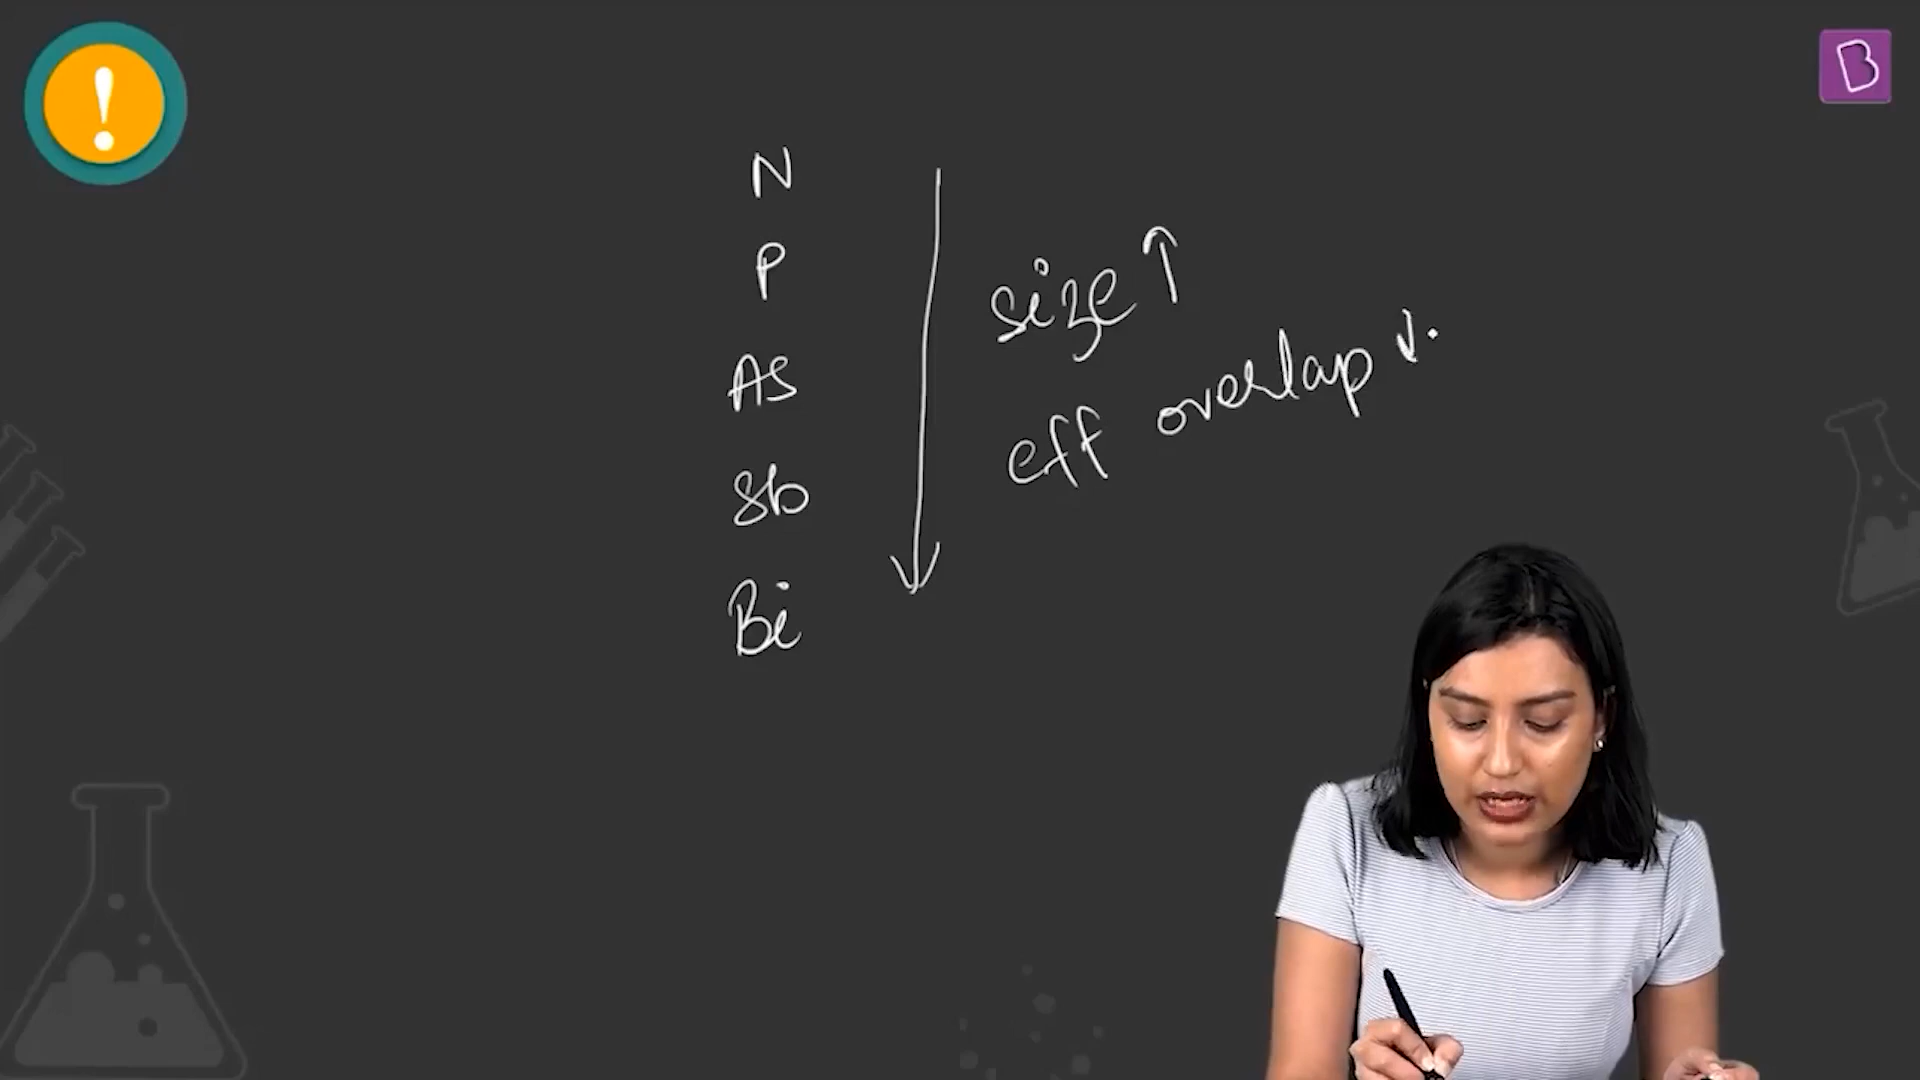 !
B
N
P
As
Sb
Bi
size ↑
eff overlap ↓.